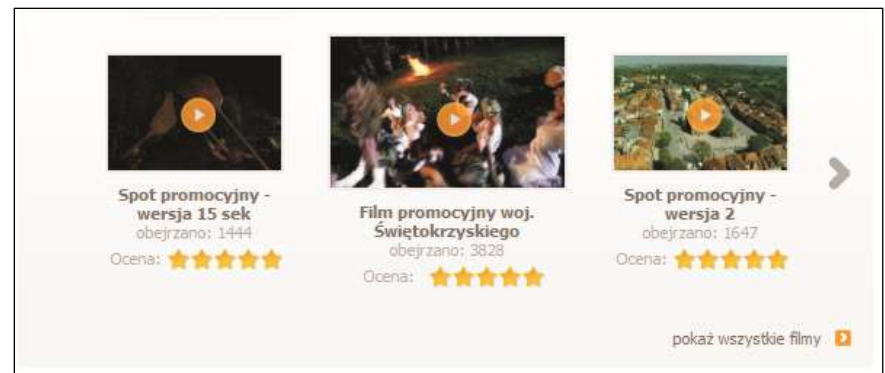 Spot promocyjny -
wersja 15 sek
obejrzano: 1444
Ocena:
Film promocyjny woj.
Świętokrzyskiego
obejrzano: 3828
Ocena:
Spot promocyjny -
wersja 2
obejrzano: 1647
Ocena:
pokaż wszystkie filmy